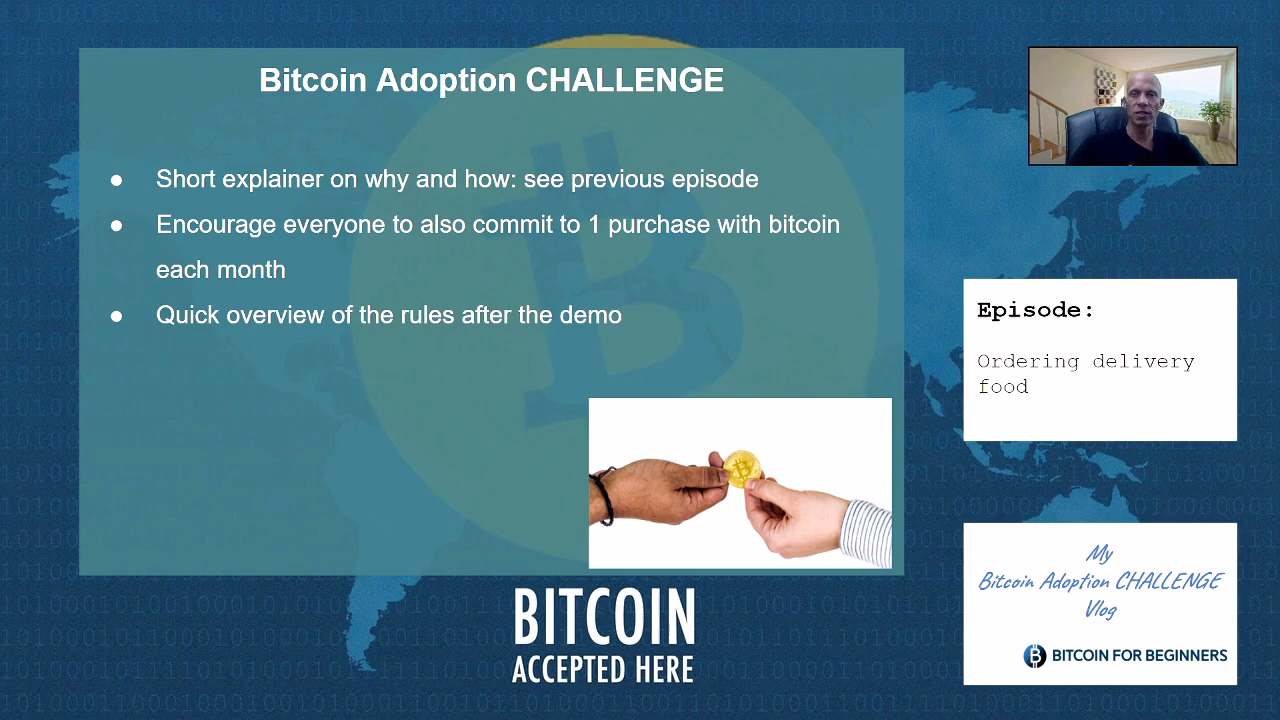 Bitcoin Adoption CHALLENGE
● Short explainer on why and how: see previous episode
● Encourage everyone to also commit to 1 purchase with bitcoin
each month
● Quick overview of the rules after the demo
BITCOIN
ACCEPTED HERE
Episode:
Ordering delivery
food
My
Bitcoin Adoption CHALLENGE
Vlog
BITCOIN FOR BEGINNERS